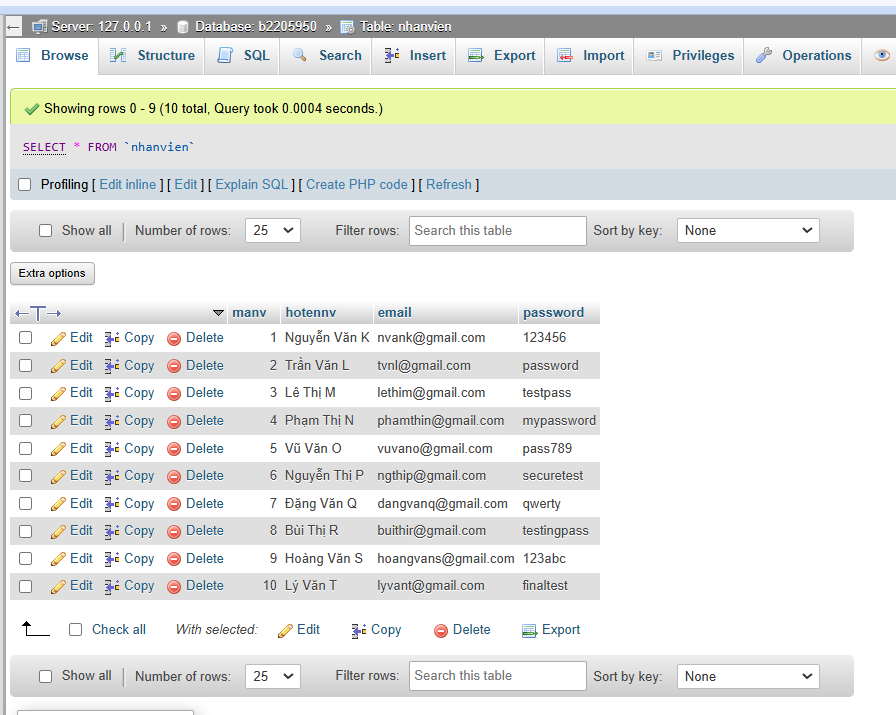 Server: 127.0.0.1 » Database: b2205950 » Table: nhanvien
Browse Structure SQL Search Insert Export Import Privileges Operations
Showing rows 0 - 9 (10 total, Query took 0.0004 seconds.)
SELECT * FROM `nhanvien`
Profiling [ Edit inline ] [ Edit ] [ Explain SQL ] [ Create PHP code ] [ Refresh ]
Show all Number of rows: 25 Filter rows: Search this table Sort by key: None
Extra options
manv hotennv email password
Edit Copy Delete 1 Nguyễn Văn K nvank@gmail.com 123456
Edit Copy Delete 2 Trần Văn L tvnl@gmail.com password
Edit Copy Delete 3 Lê Thị M lethim@gmail.com testpass
Edit Copy Delete 4 Phạm Thị N phamthin@gmail.com mypassword
Edit Copy Delete 5 Vũ Văn O vuvano@gmail.com pass789
Edit Copy Delete 6 Nguyễn Thị P ngthip@gmail.com securetest
Edit Copy Delete 7 Đặng Văn Q dangvanq@gmail.com qwerty
Edit Copy Delete 8 Bùi Thị R buithir@gmail.com testingpass
Edit Copy Delete 9 Hoàng Văn S hoangvans@gmail.com 123abc
Edit Copy Delete 10 Lý Văn T lyvant@gmail.com finaltest
Check all With selected: Edit Copy Delete Export
Show all Number of rows: 25 Filter rows: Search this table Sort by key: None